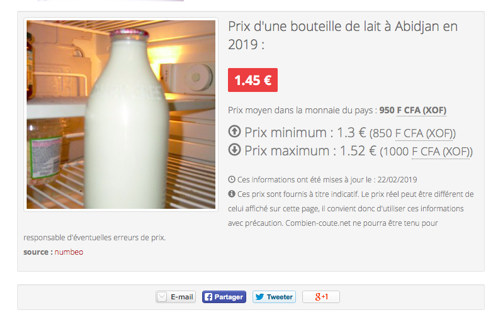 Prix d'une bouteille de lait à Abidjan en
2019 :
1.45 €
Prix moyen dans la monnaie du pays : 950 F CFA (XOF)
Prix minimum : 1.3 € (850 F CFA (XOF))
Prix maximum : 1.52 € (1000 F CFA (XOF))
Ces informations ont été mises à jour le : 22/02/2019
Ces prix sont fournis à titre indicatif. Le prix réel peut être différent de
celui affiché sur cette page, il convient donc d'utiliser ces informations
avec précaution. Combien-coute.net ne pourra être tenu pour
responsable d'éventuelles erreurs de prix.
source : numbeo
E-mail Partager Tweeter g+1